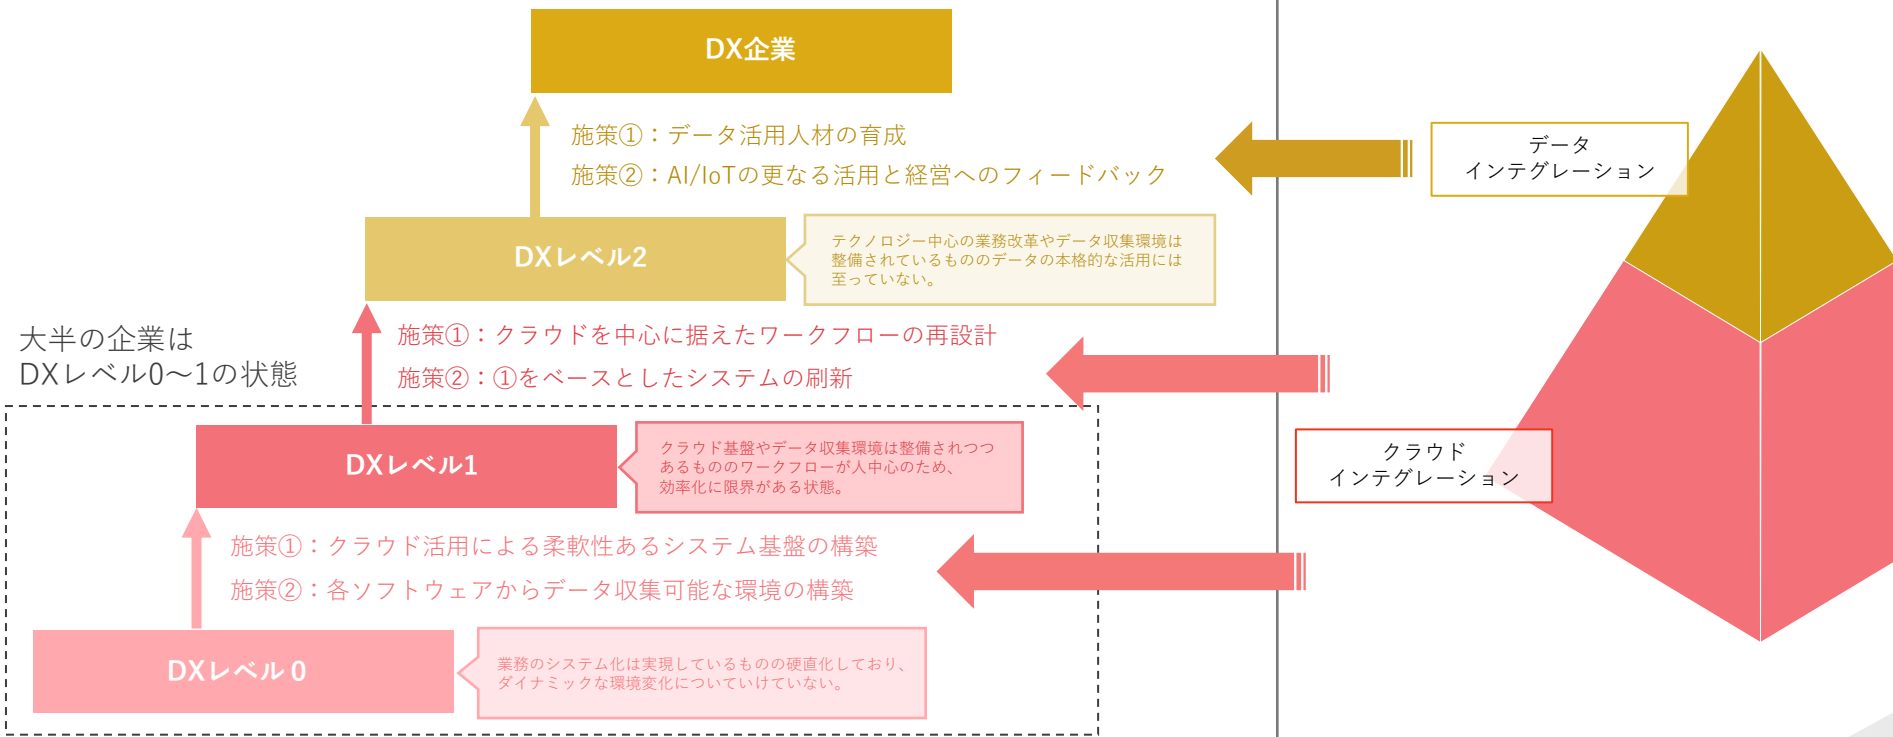 DX企業
施策①：データ活用人材の育成
施策②：AI/IoTの更なる活用と経営へのフィードバック
データ
インテグレーション
DXレベル2
テクノロジー中心の業務改革やデータ収集環境は
整備されているもののデータの本格的な活用には
至っていない。
大半の企業は
DXレベル0〜1の状態
施策①：クラウドを中心に据えたワークフローの再設計
施策②：①をベースとしたシステムの刷新
DXレベル1
クラウド基盤やデータ収集環境は整備されつつ
あるもののワークフローが人中心のため、
効率化に限界がある状態。
クラウド
インテグレーション
施策①：クラウド活用による柔軟性あるシステム基盤の構築
施策②：各ソフトウェアからデータ収集可能な環境の構築
DXレベル０
業務のシステム化は実現しているものの硬直化しており、
ダイナミックな環境変化についていけていない。